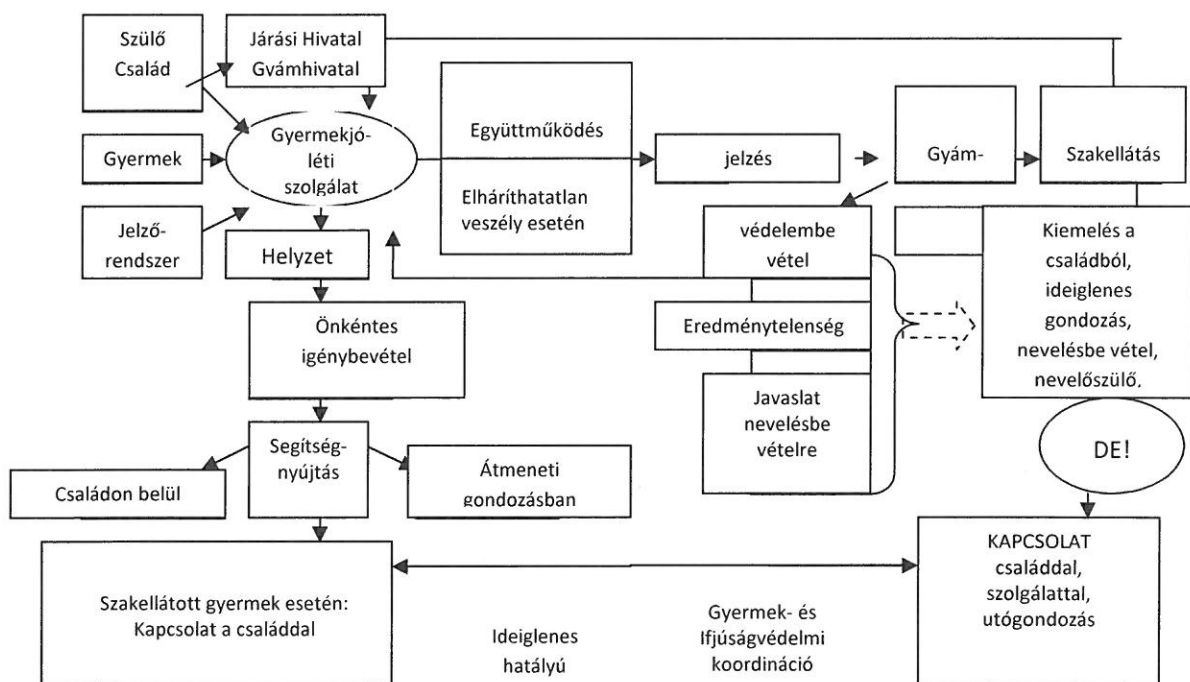 Szülő
Család
Járási Hivatal
Gvámhivatal
Gyermek
Gyermekjó-
léti
szolgálat
Jelző-
rendszer
Helyzet
Együttműködés
Elháríthatatlan
veszély esetén
jelzés
Gyám-
Szakellátás
védelembe
vétel
Eredménytelenség
Javaslat
nevelésbe
vételre
Kiemelés a
családból,
ideiglenes
gondozás,
nevelésbe vétel,
nevelőszülő.
Önkéntes
igénybevétel
Segítség-
nyújtás
Családon belül
Átmeneti
gondozásban
DE!
Szakellátott gyermek esetén:
Kapcsolat a családdal
Ideiglenes
hatályú
Gyermek- és
Ifjúságvédelmi
koordináció
KAPCSOLAT
családdal,
szolgálattal,
utógondozás